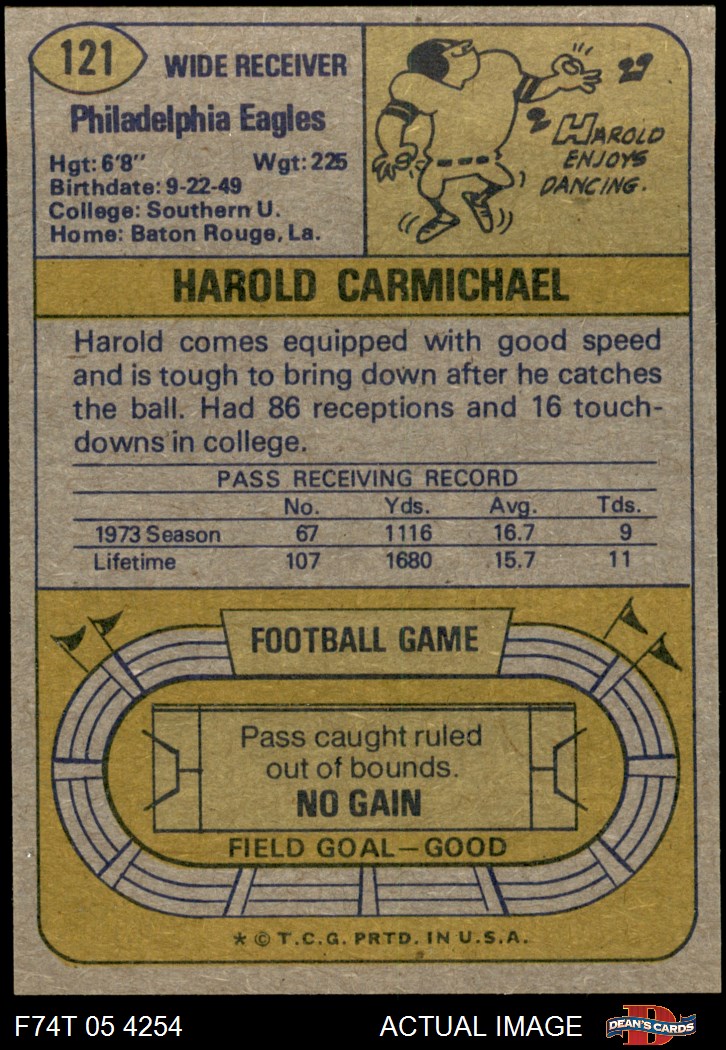 121
WIDE RECEIVER
Philadelphia Eagles
Hgt: 6'8" Wgt: 225
Birthdate: 9-22-49
College: Southern U.
Home: Baton Rouge, La.
HAROLD
ENJOYS
DANCING.
HAROLD CARMICHAEL
Harold comes equipped with good speed
and is tough to bring down after he catches
the ball. Had 86 receptions and 16 touch-
downs in college.
PASS RECEIVING RECORD
No. Yds. Avg. Tds.
1973 Season 67 1116 16.7 9
Lifetime 107 1680 15.7 11
FOOTBALL GAME
Pass caught ruled
out of bounds.
NO GAIN
FIELD GOAL—GOOD
* © T.C.G. PRTD. IN U.S.A.
F74T 05 4254 ACTUAL IMAGE
DEAN'S CARDS